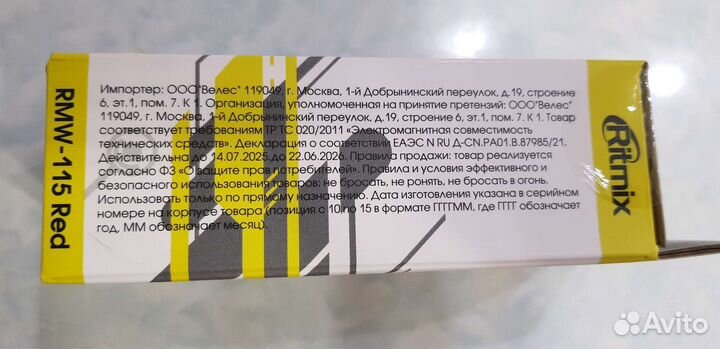 Импортер: ООО"Велес" 119049, г. Москва, 1-й Добрынинский переулок, д.19, строение
6, эт.1, пом. 7. К 1. Организация, уполномоченная на принятие претензий: ООО"Велес"
119049, г. Москва, 1-й Добрынинский переулок, д.19, строение 6, эт.1, пом. 7, К 1. Товар
соответствует требованиям ТР ТС 020/2011 «Электромагнитная совместимость
технических средств». Декларация о соответствии ЕАЭС N RU Д-CN.РА01.В.87985/21.
Действительна до с 14.07.2025 до 22.06.2026. Правила продажи: товар реализуется
согласно ФЗ «О защите прав потребителей». Правила и условия эффективного и
безопасного использования товаров: не бросать, не ронять, не бросать в огонь.
Использовать только по прямому назначению. Дата изготовления указана в серийном
номере на корпусе товара (позиция с 10 по 15 в формате ГГГГММ, где ГГГГ обозначает
год, ММ обозначает месяц).
RMW-115 Red
Ritmix
Avito